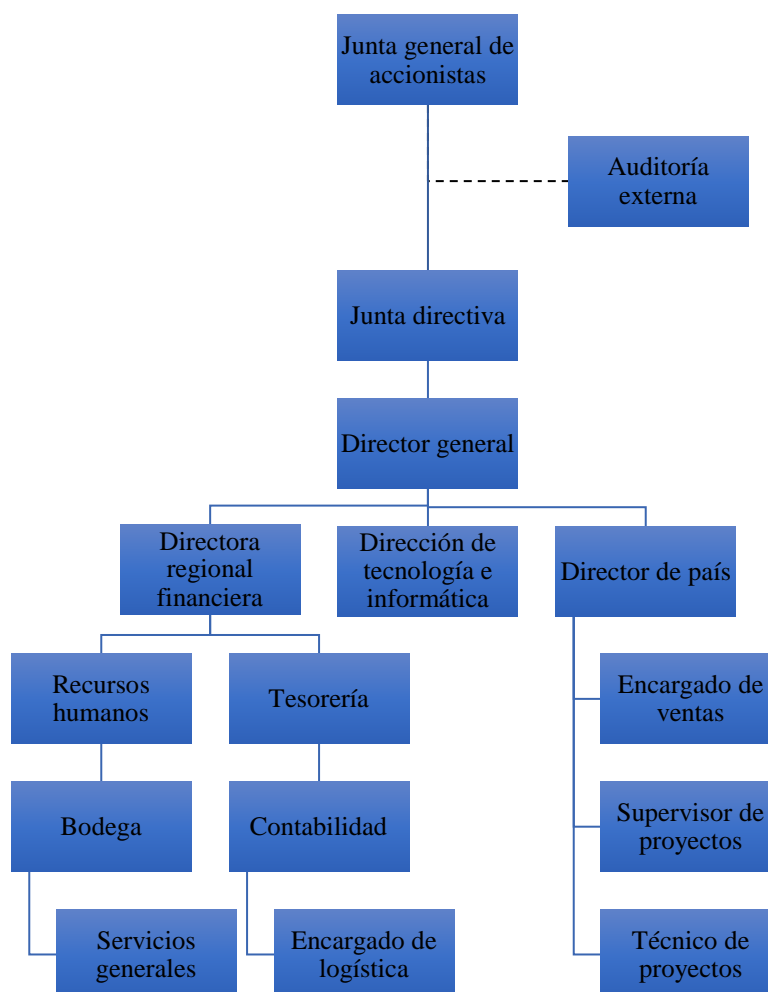 Junta general de
accionistas
Auditoría
externa
Junta directiva
Director general
Directora
regional
financiera
Dirección de
tecnología e
informática
Director de país
Recursos
humanos
Tesorería
Encargado de
ventas
Bodega
Contabilidad
Supervisor de
proyectos
Servicios
generales
Encargado de
logística
Técnico de
proyectos